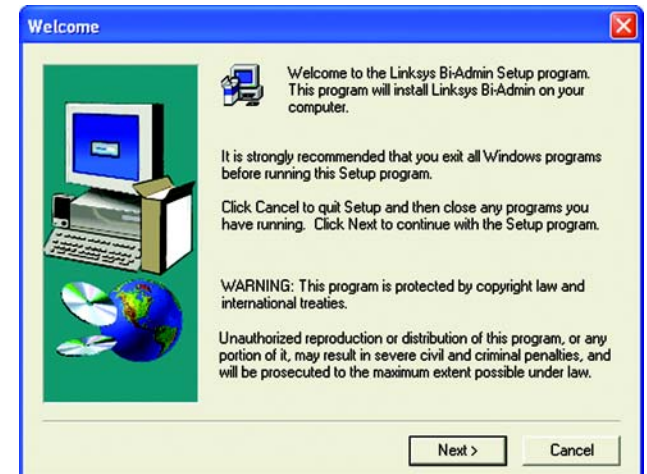 Welcome
Welcome to the Linksys Bi-Admin Setup program.
This program will install Linksys Bi-Admin on your
computer.
It is strongly recommended that you exit all Windows programs
before running this Setup program.
Click Cancel to quit Setup and then close any programs you
have running. Click Next to continue with the Setup program.
WARNING: This program is protected by copyright law and
international treaties.
Unauthorized reproduction or distribution of this program, or any
portion of it, may result in severe civil and criminal penalties, and
will be prosecuted to the maximum extent possible under law.
Next >
Cancel